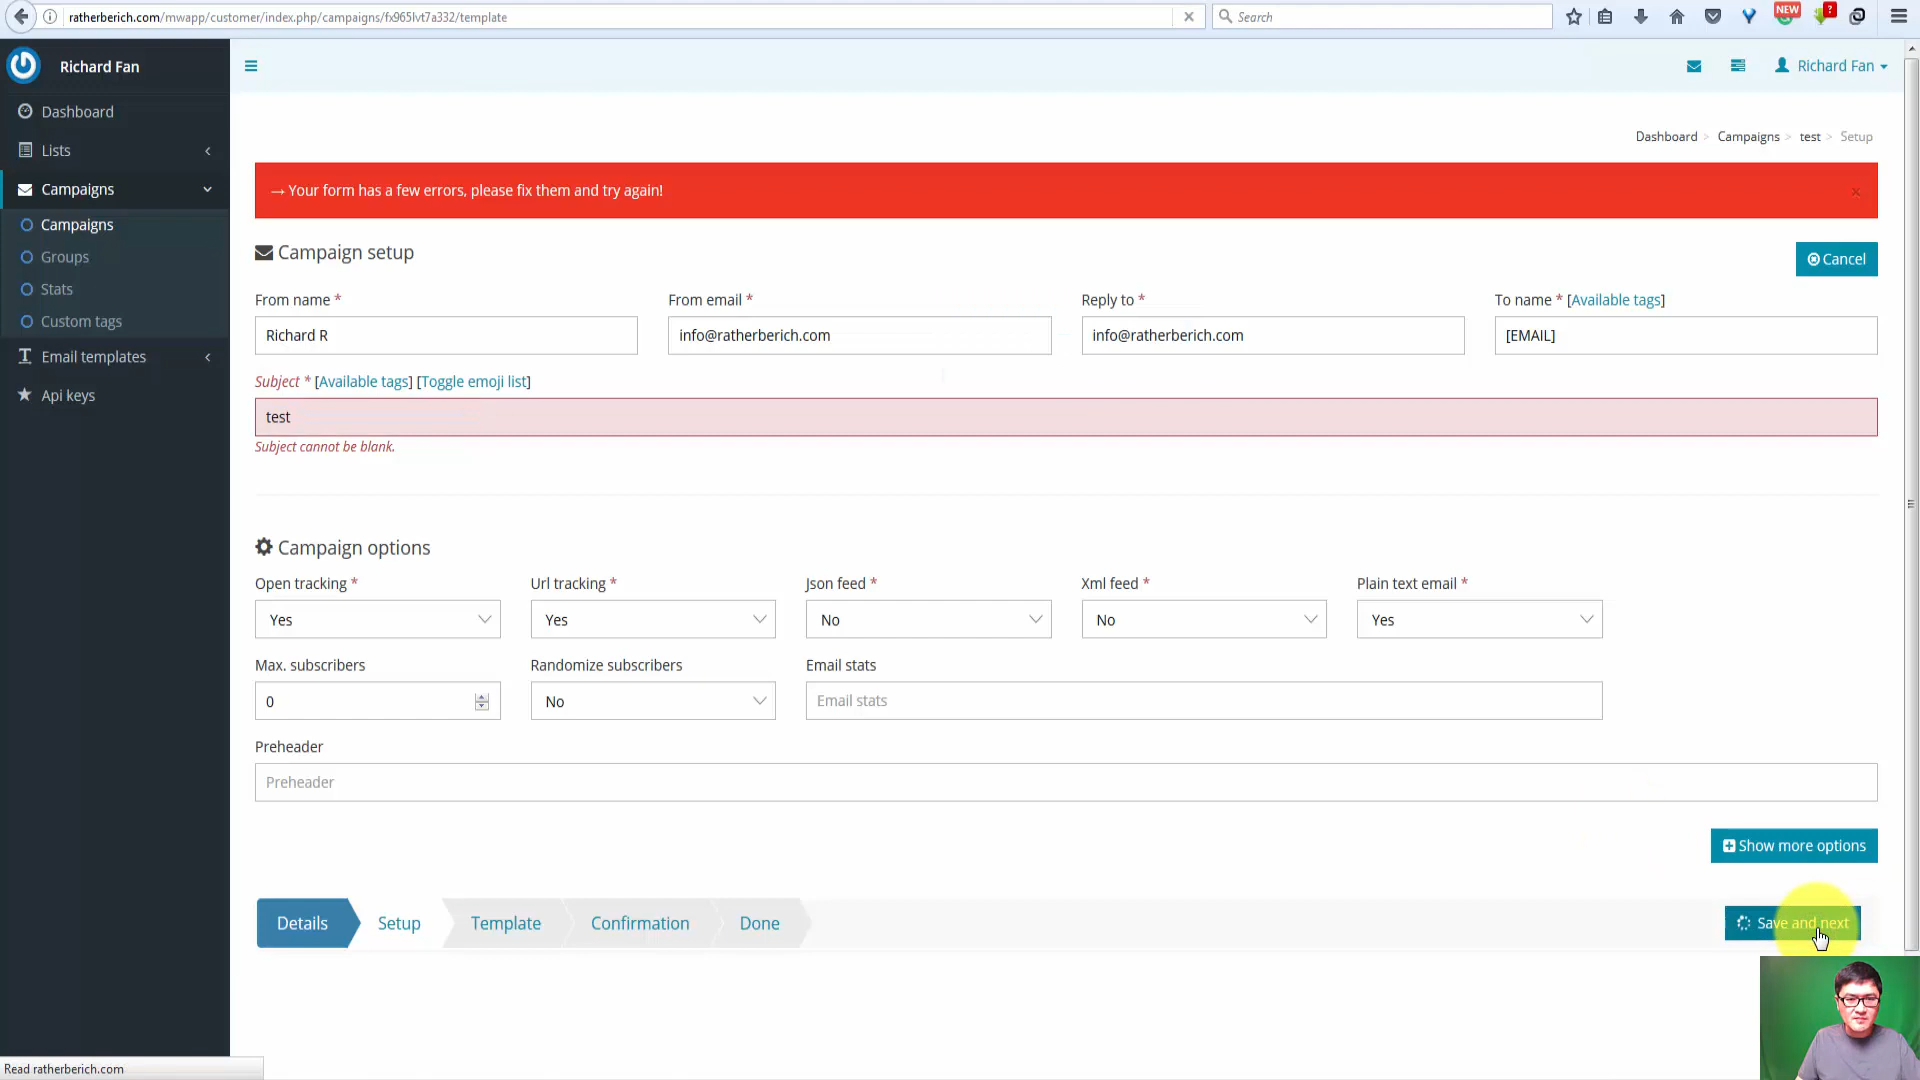 ratherberich.com/mwapp/customer/index.php/campaigns/fx965lvt7a332/template
Search
NEW
?
Richard Fan
Richard Fan
Dashboard
Lists
Campaigns
Campaigns
Groups
Stats
Custom tags
Email templates
Api keys
Dashboard > Campaigns > test > Setup
→ Your form has a few errors, please fix them and try again!
x
Campaign setup
Cancel
From name *
From email *
Reply to *
To name * [Available tags]
Richard R
info@ratherberich.com
info@ratherberich.com
[EMAIL]
Subject * [Available tags] [Toggle emoji list]
test
Subject cannot be blank.
Campaign options
Open tracking *
Url tracking *
Json feed *
Xml feed *
Plain text email *
Yes
Yes
No
No
Yes
Max. subscribers
Randomize subscribers
Email stats
0
No
Email stats
Preheader
Preheader
Show more options
Details
Setup
Template
Confirmation
Done
Save and next
Read ratherberich.com